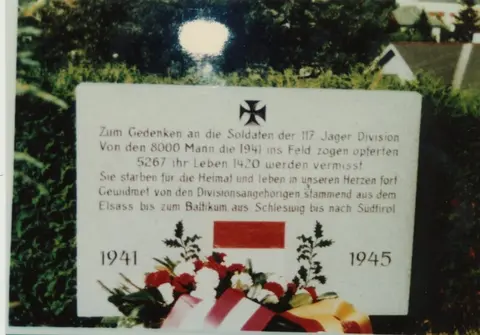 Zum Gedenken an die Soldaten der 117 Jäger Division
Von den 8000 Mann die 1941 ins Feld zogen opferten
5267 ihr Leben 1420 werden vermisst
Sie starben für die Heimat und leben in unseren Herzen fort
Gewidmet von den Divisionsangehörigen stammend aus dem
Elsass bis zum Baltikum aus Schleswig bis nach Südtirol
1941 1945